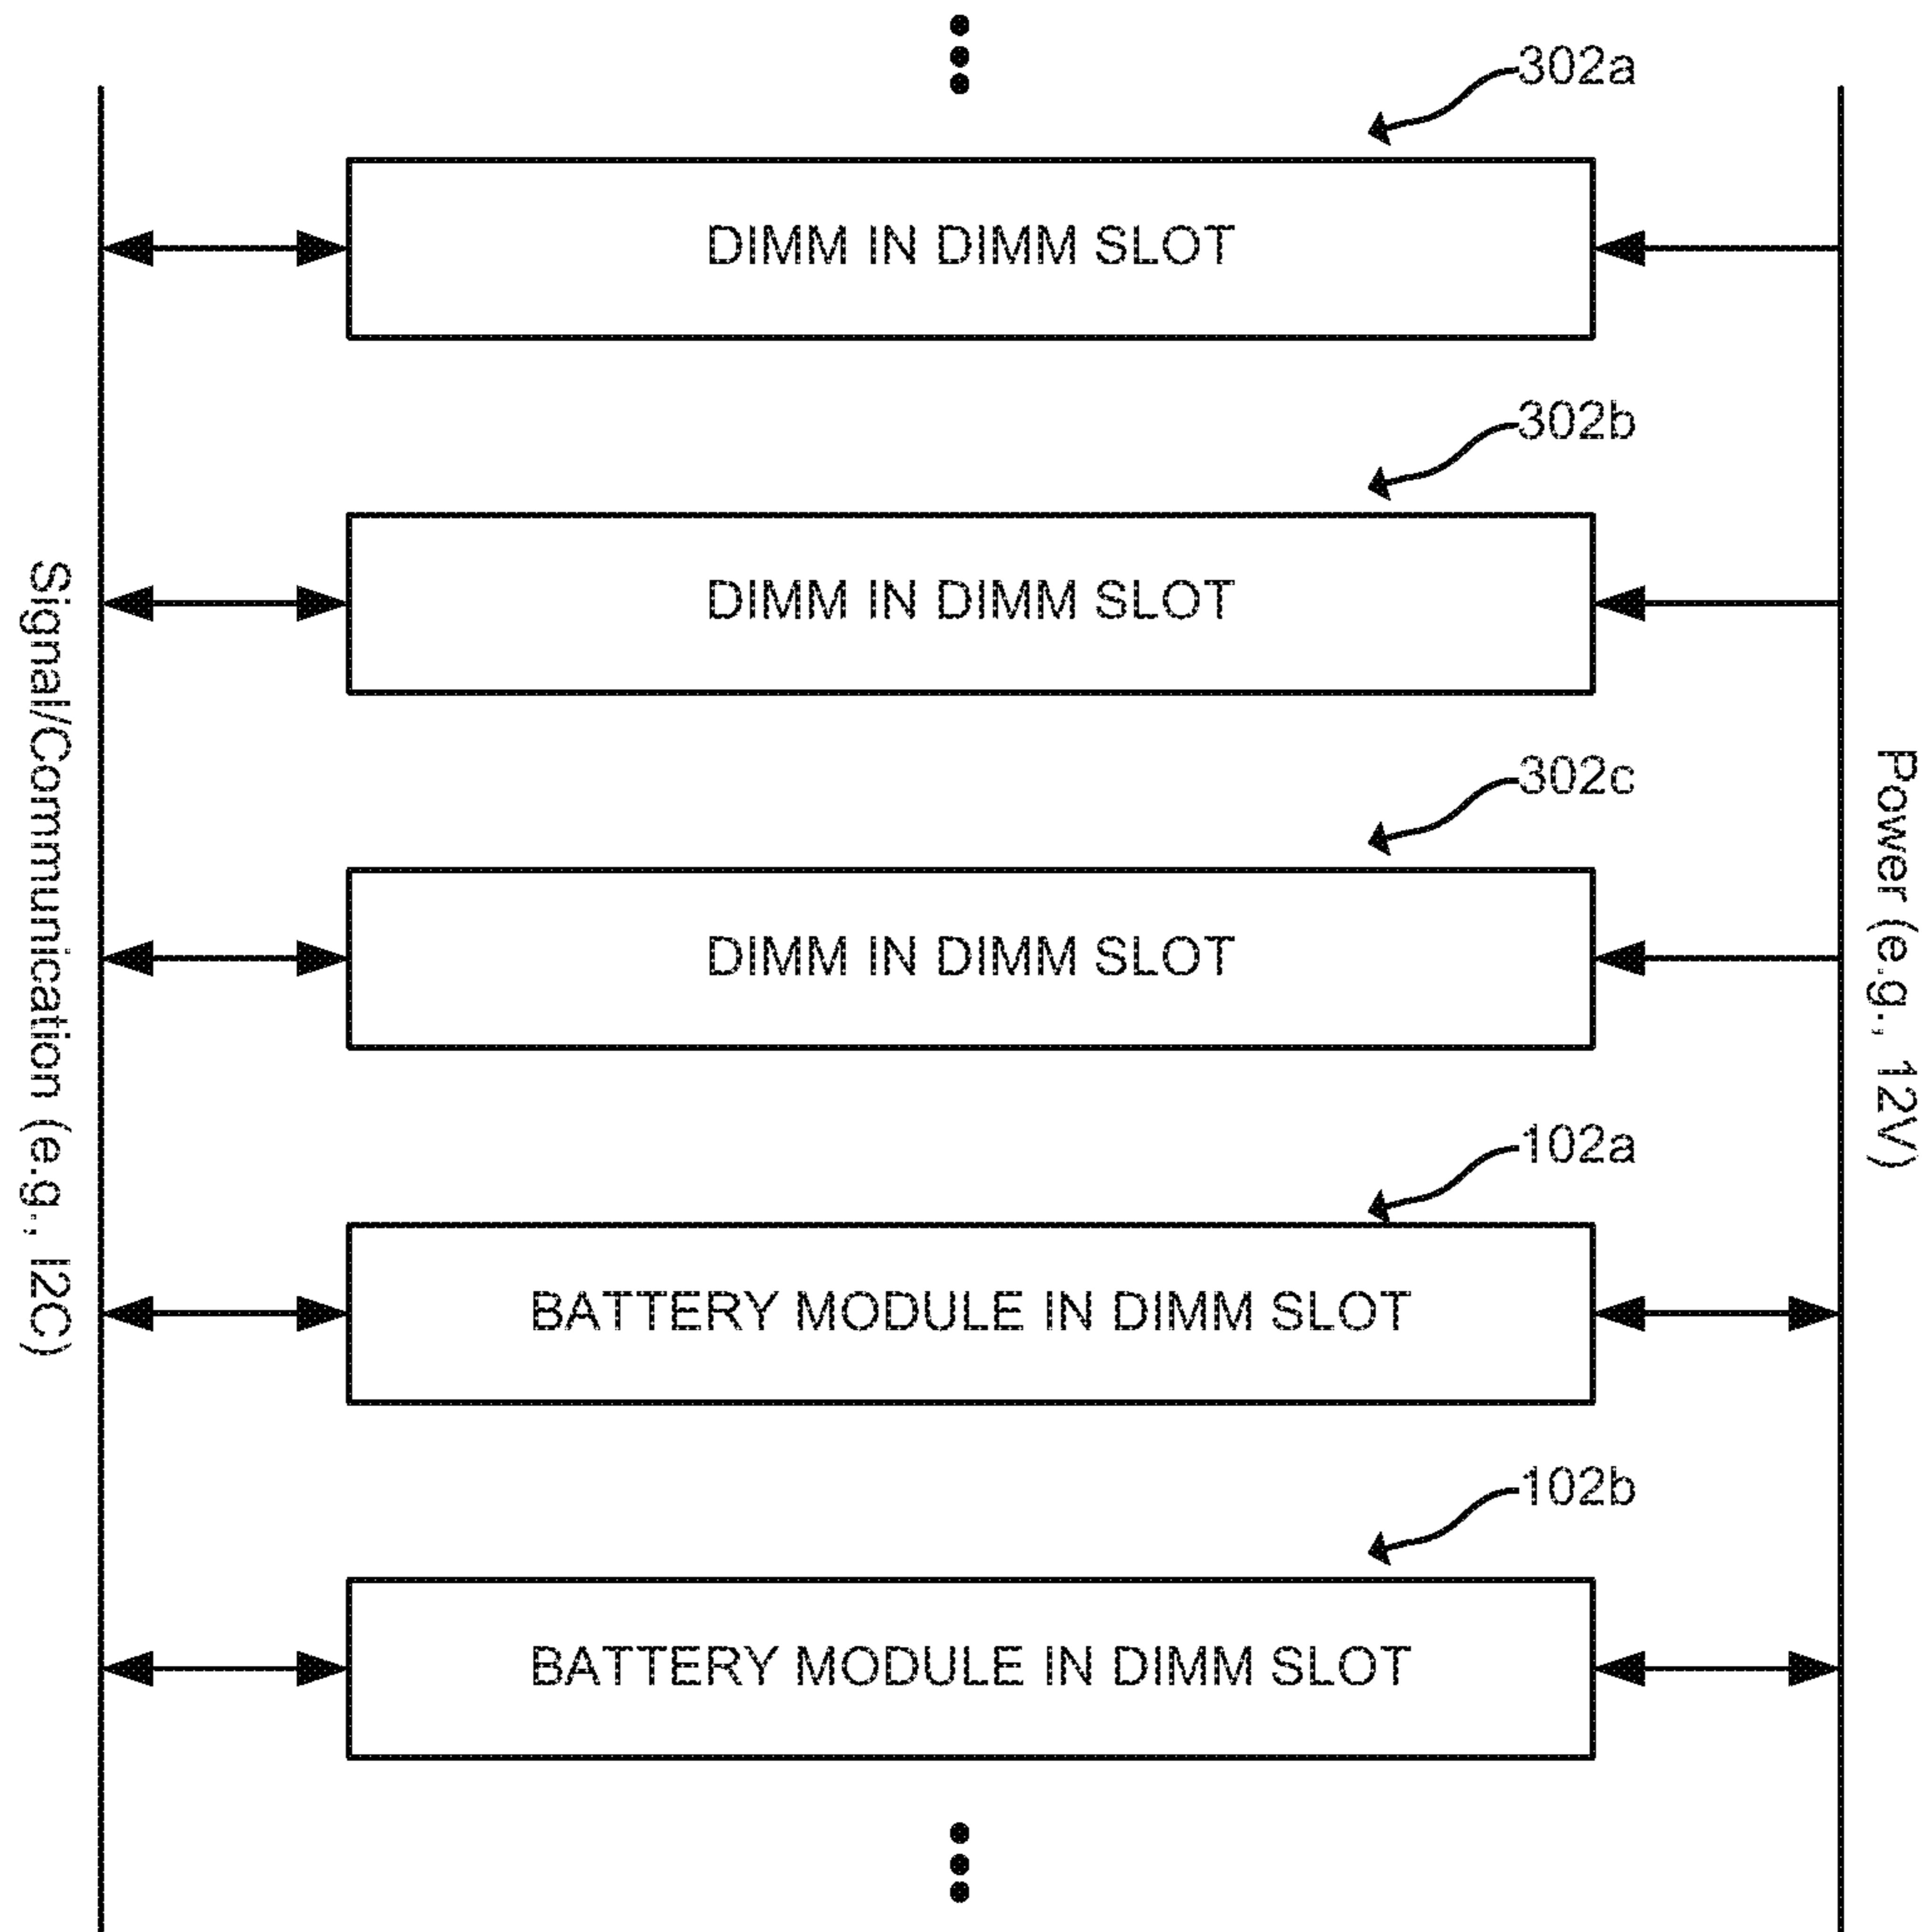 302a
DIMM IN DIMM SLOT
302b
DIMM IN DIMM SLOT
302c
DIMM IN DIMM SLOT
102a
BATTERY MODULE IN DIMM SLOT
102b
BATTERY MODULE IN DIMM SLOT
Signal/Communication (e.g., I2C)
Power (e.g., 12V)